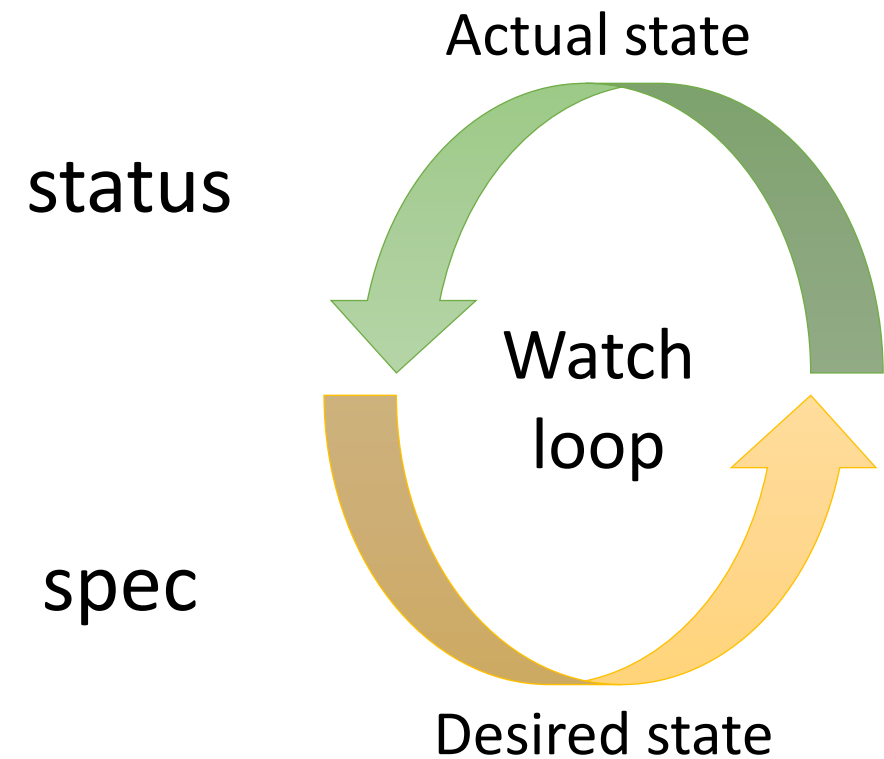 Actual state
status
Watch
loop
spec
Desired state